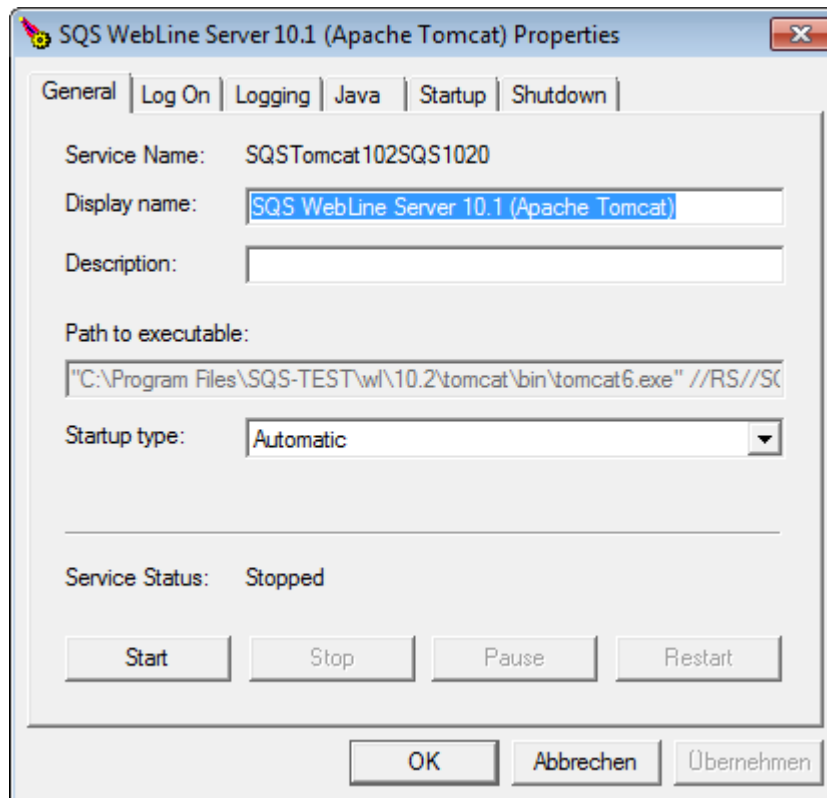 SQS WebLine Server 10.1 (Apache Tomcat) Properties
General Log On Logging Java Startup Shutdown
Service Name: SQSTomcat102SQS1020
Display name: SQS WebLine Server 10.1 (Apache Tomcat)
Description:
Path to executable:
"C:\Program Files\SQS-TEST\wl\10.2\tomcat\bin\tomcat6.exe" //RS//SQ
Startup type: Automatic
Service Status: Stopped
Start Stop Pause Restart
OK Abbrechen Übernehmen